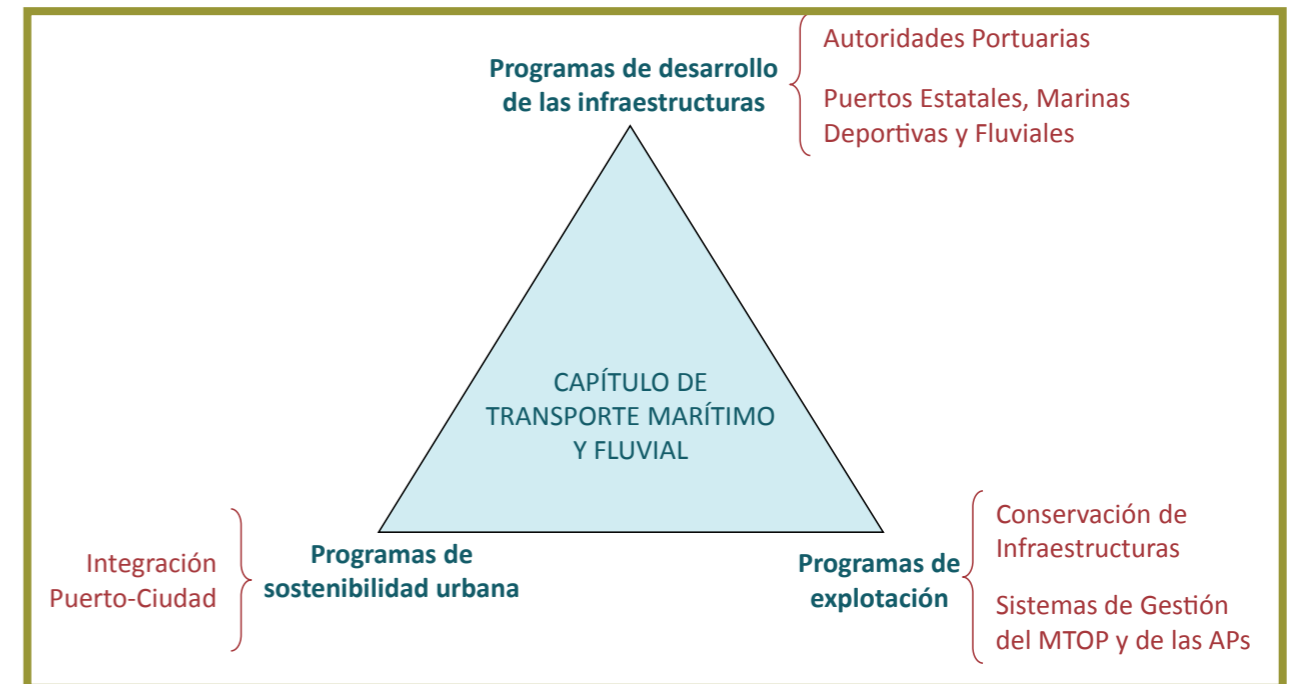 Programas de desarrollo
de las infraestructuras
Autoridades Portuarias
Puertos Estatales, Marinas
Deportivas y Fluviales
CAPÍTULO DE
TRANSPORTE MARÍTIMO
Y FLUVIAL
Integración
Puerto-Ciudad
Programas de
sostenibilidad urbana
Programas de
explotación
Conservación de
Infraestructuras
Sistemas de Gestión
del MTOP y de las APs